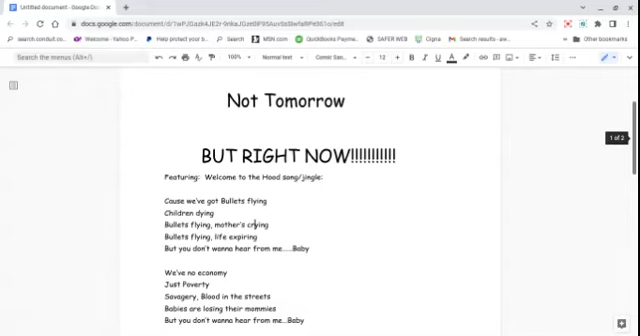 Untitled document - Google Doc
docs.google.com/document/d/
search.conduit.co...
Welcome - Yahoo
Help protect your b...
Search
MSN.com
QuickBooks Payme...
SAFER WEB
Cigna
Search results - aw...
Other bookmarks
Search the menus (Alt+/)
100%
Normal text
Comic San...
12
B I U A
1 of 2
Not Tomorrow
BUT RIGHT NOW!!!!!!!!!!!
Featuring: Welcome to the Hood song/jingle:
Cause we've got Bullets flying
Children dying
Bullets flying, mother's crying
Bullets flying, life expiring
But you don't wanna hear from me.....Baby
We've no economy
Just Poverty
Savagery, Blood in the streets
Babies are losing their mommies
But you don't wanna hear from me...Baby